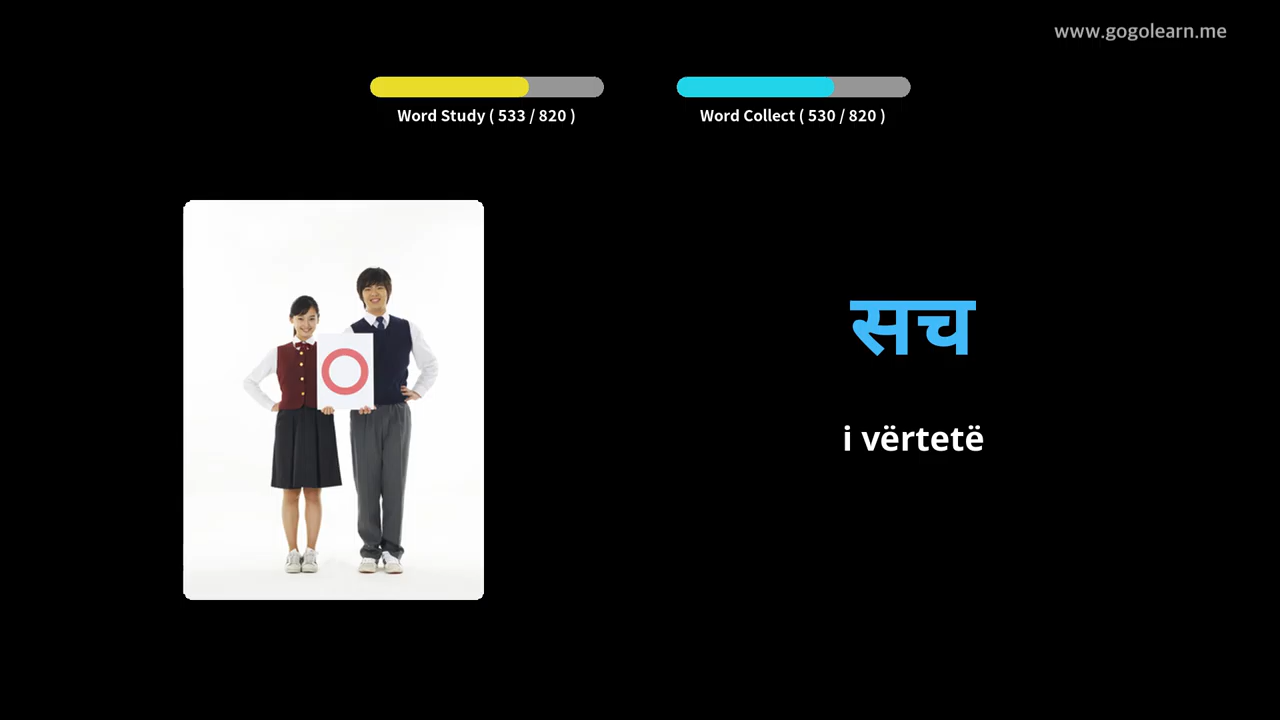 www.gogolearn.me
Word Study ( 533 / 820 )
Word Collect ( 530 / 820 )
सच
i vërtetë